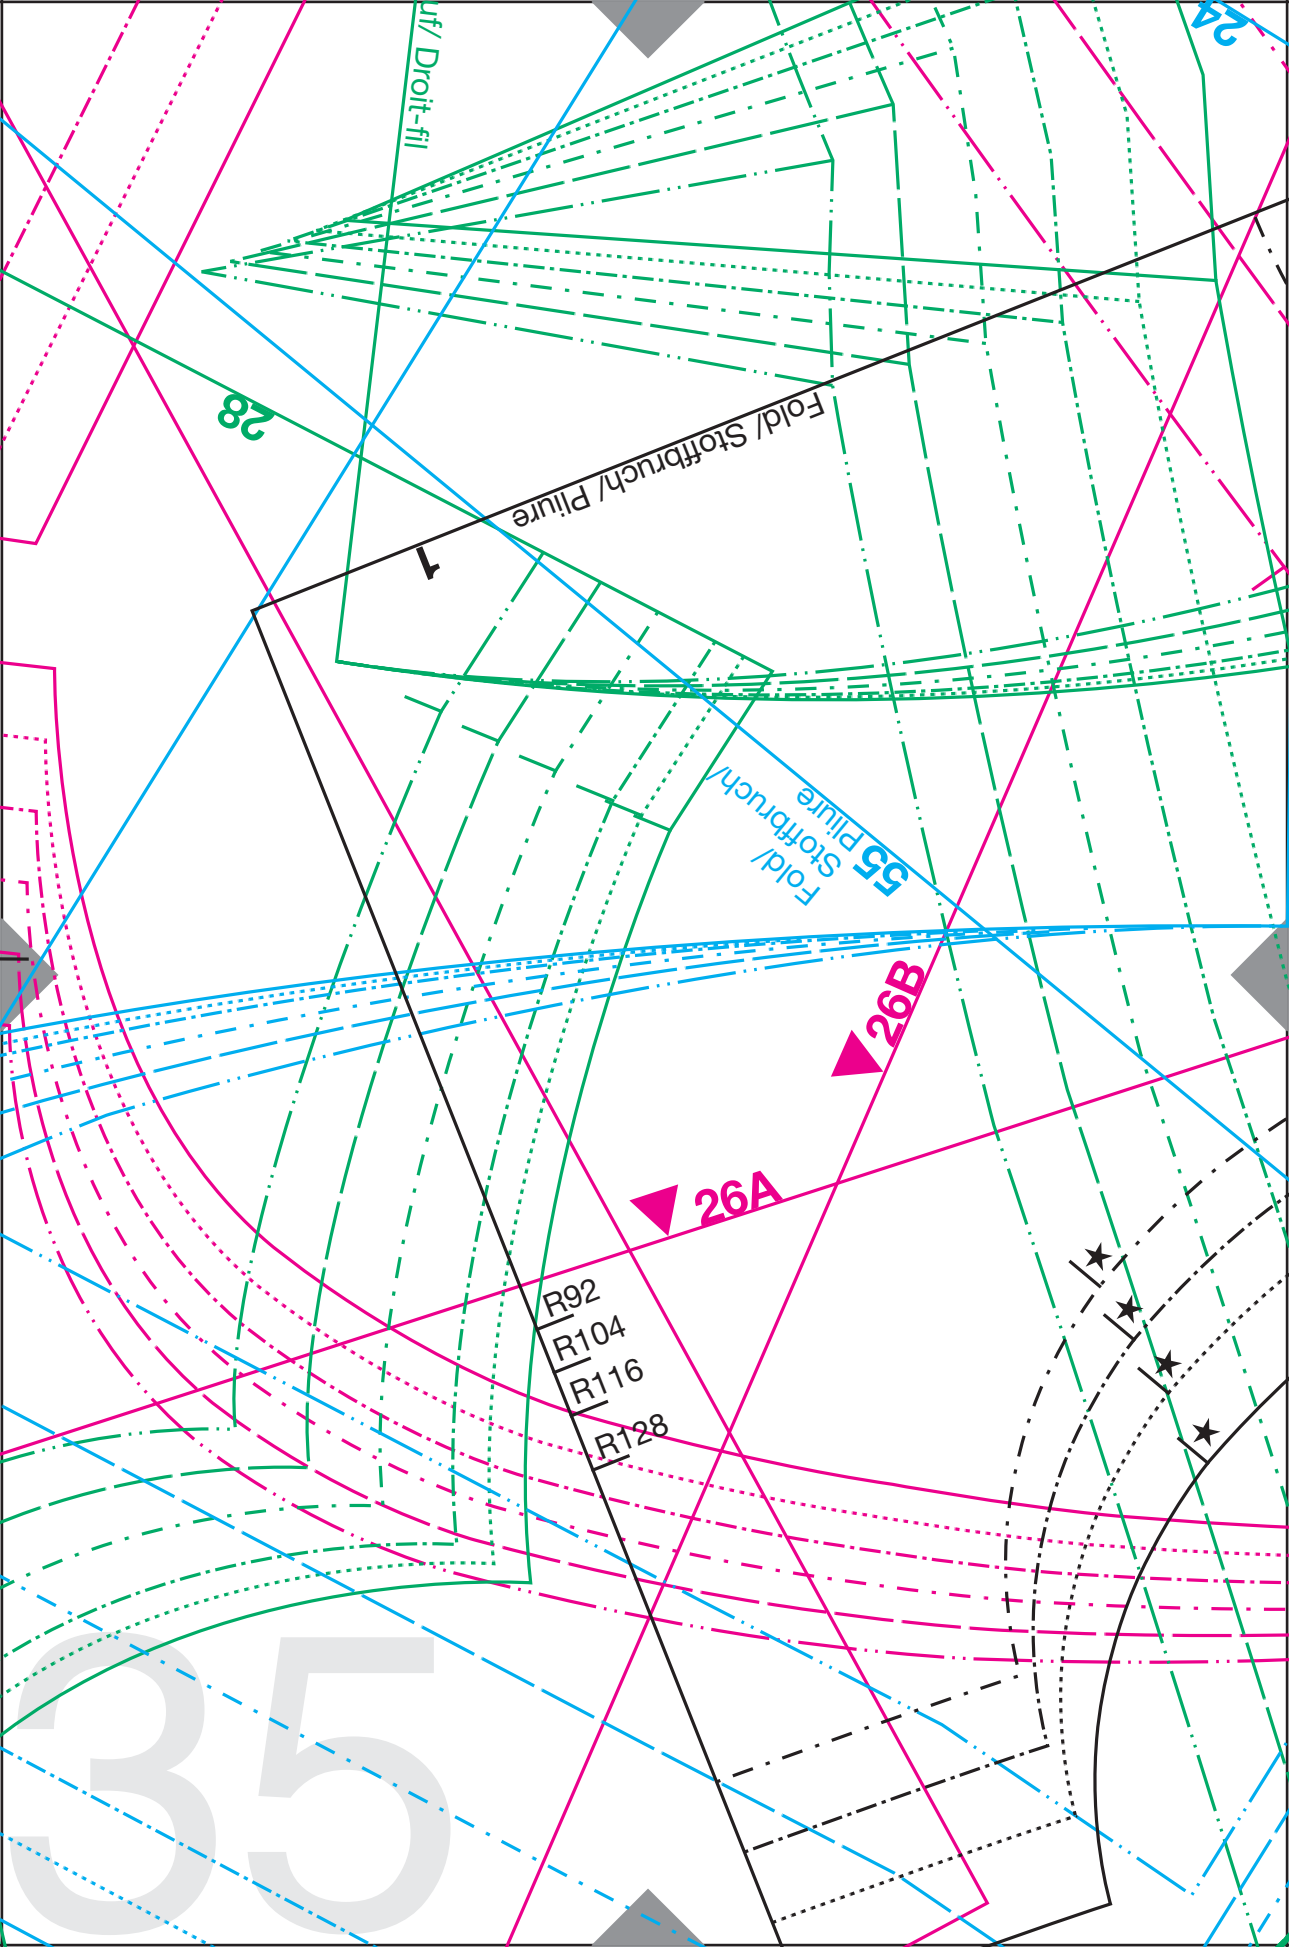 uf/ Droit-fil
24
28
Fold/ Stoffbruch/ Pliure
1
Fold/
Stoffbruch/
Pliure
55
26B
26A
R92
R104
R116
R128
35